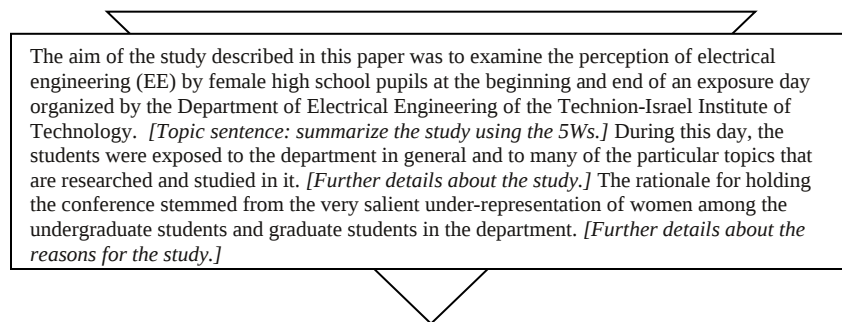 The aim of the study described in this paper was to examine the perception of electrical
engineering (EE) by female high school pupils at the beginning and end of an exposure day
organized by the Department of Electrical Engineering of the Technion-Israel Institute of
Technology.  [Topic sentence: summarize the study using the 5Ws.] During this day, the
students were exposed to the department in general and to many of the particular topics that
are researched and studied in it. [Further details about the study.] The rationale for holding
the conference stemmed from the very salient under-representation of women among the
undergraduate students and graduate students in the department. [Further details about the
reasons for the study.]